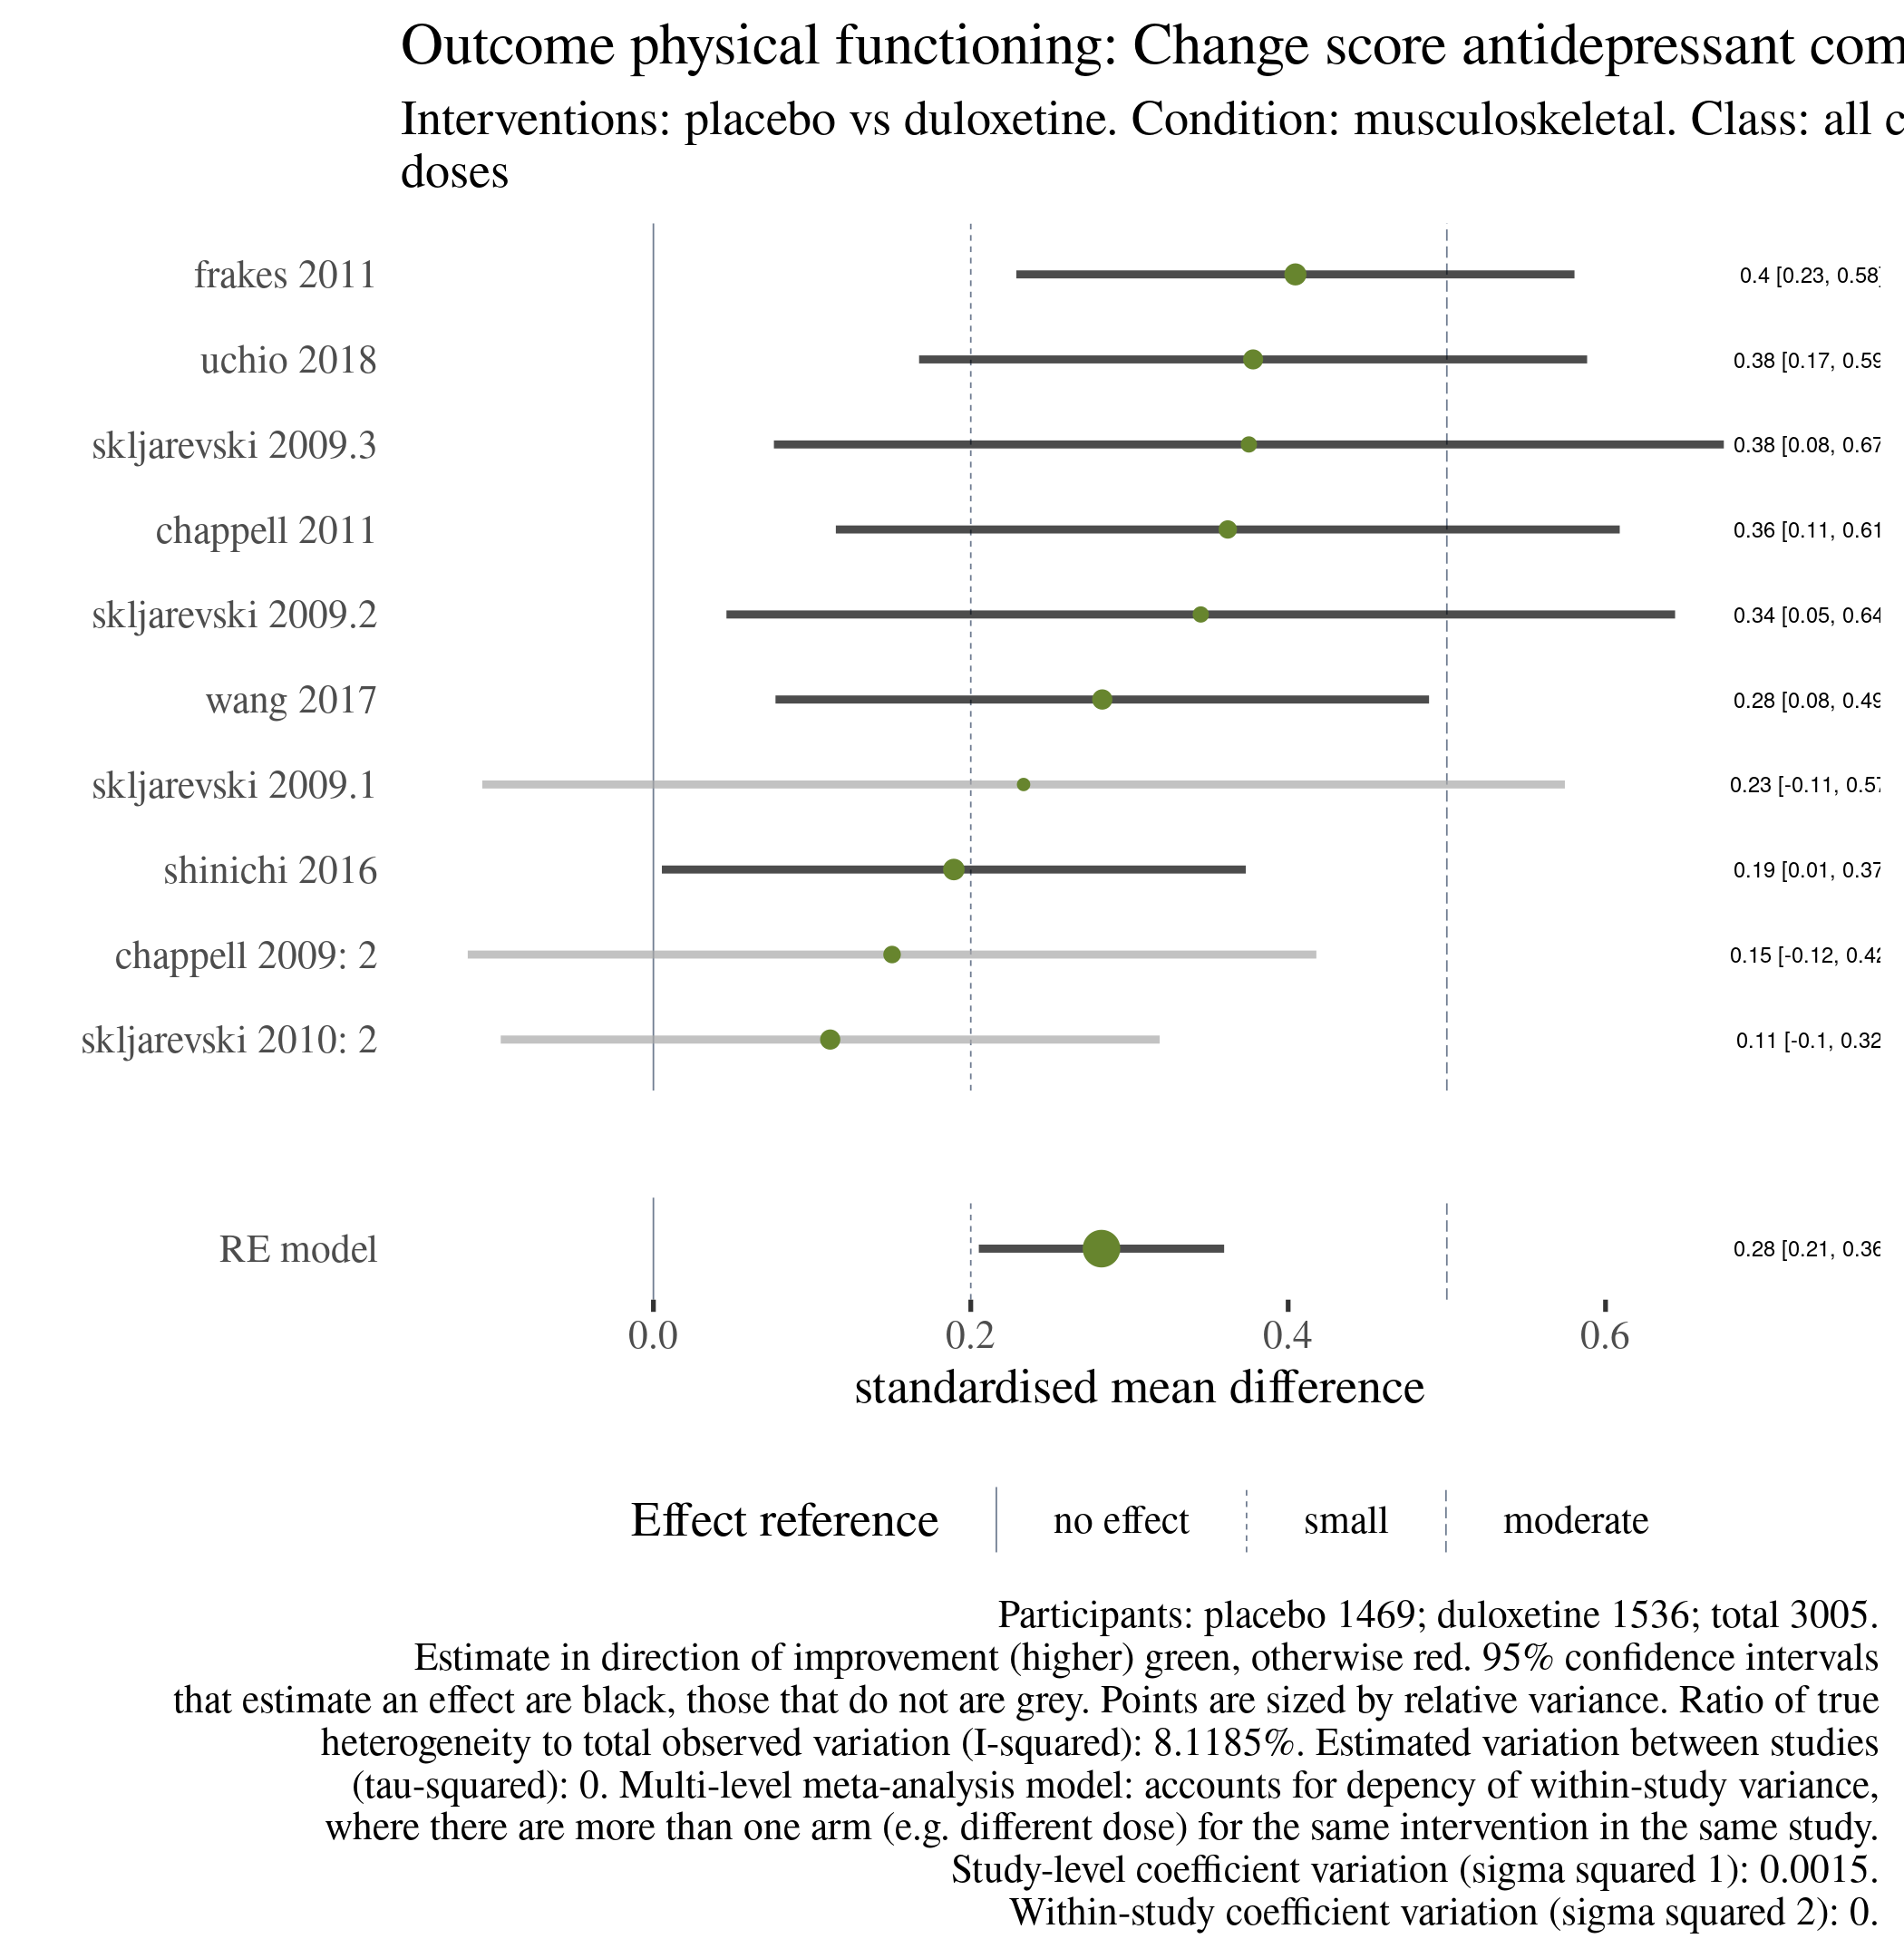 Outcome physical functioning: Change score antidepressant com
Interventions: placebo vs duloxetine. Condition: musculoskeletal. Class: all c
doses
frakes 2011 0.4 [0.23, 0.58]
uchio 2018 0.38 [0.17, 0.59
skljarevski 2009.3 0.38 [0.08, 0.67
chappell 2011 0.36 [0.11, 0.61
skljarevski 2009.2 0.34 [0.05, 0.64
wang 2017 0.28 [0.08, 0.49
skljarevski 2009.1 0.23 [-0.11, 0.57
shinichi 2016 0.19 [0.01, 0.37
chappell 2009: 2 0.15 [-0.12, 0.42
skljarevski 2010: 2 0.11 [-0.1, 0.32
RE model 0.28 [0.21, 0.36
0.0 0.2 0.4 0.6
standardised mean difference
Effect reference no effect small moderate
Participants: placebo 1469; duloxetine 1536; total 3005.
Estimate in direction of improvement (higher) green, otherwise red. 95% confidence intervals
that estimate an effect are black, those that do not are grey. Points are sized by relative variance. Ratio of true
heterogeneity to total observed variation (I-squared): 8.1185%. Estimated variation between studies
(tau-squared): 0. Multi-level meta-analysis model: accounts for depency of within-study variance,
where there are more than one arm (e.g. different dose) for the same intervention in the same study.
Study-level coefficient variation (sigma squared 1): 0.0015.
Within-study coefficient variation (sigma squared 2): 0.